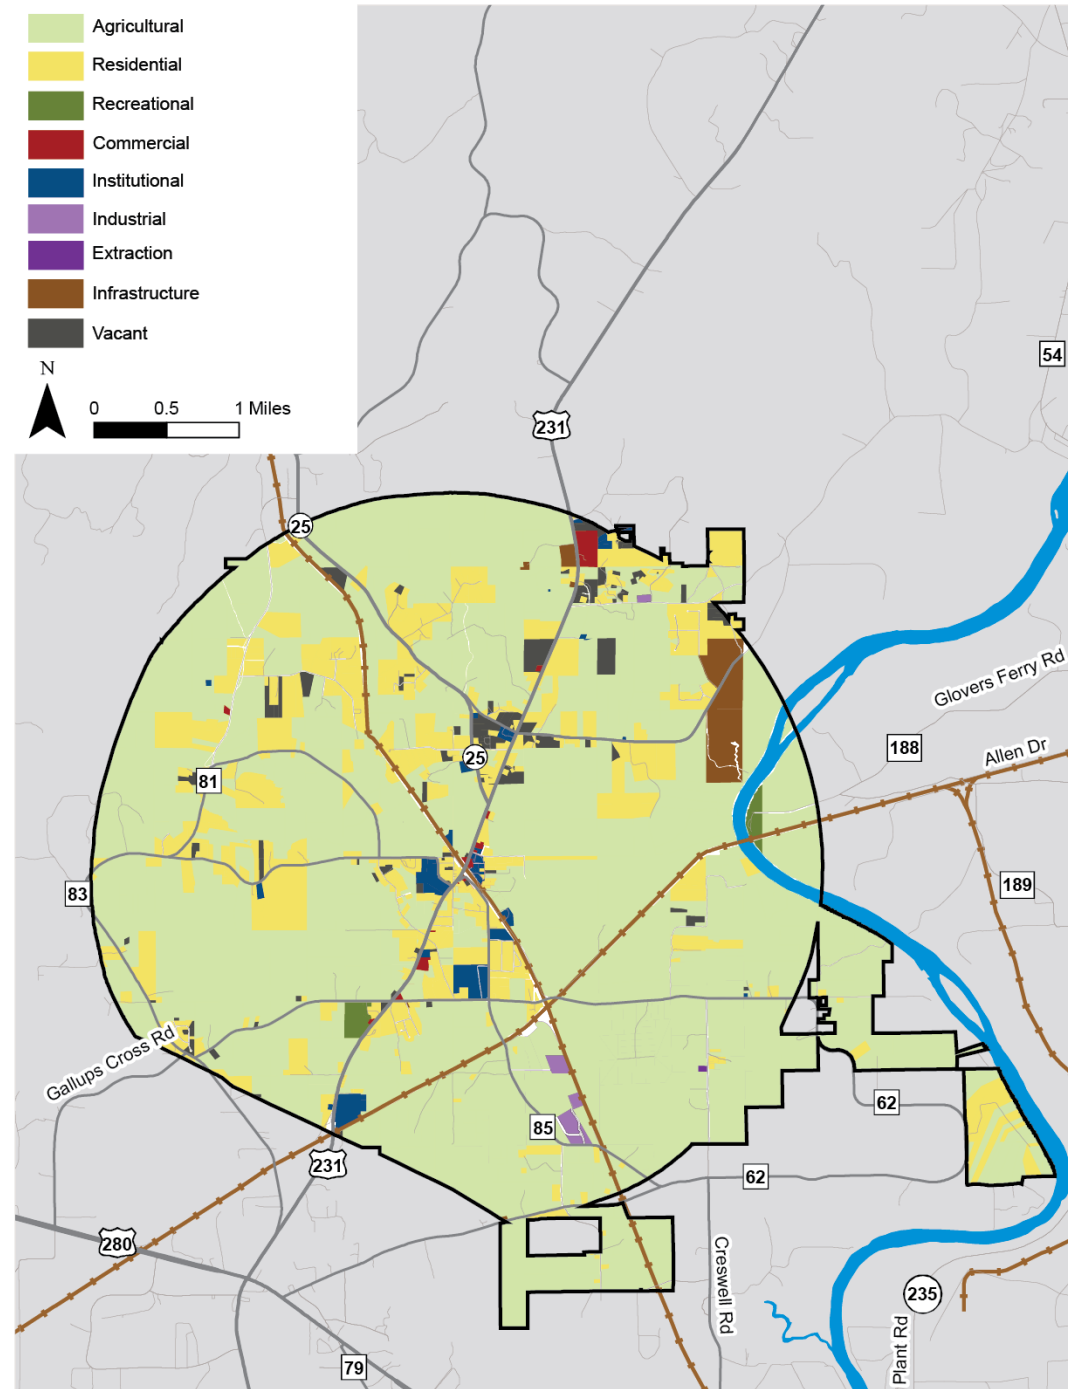 Agricultural
Residential
Recreational
Commercial
Institutional
Industrial
Extraction
Infrastructure
Vacant
N
0 0.5 1 Miles
54
231
25
Glovers Ferry Rd
188
Allen Dr
25
81
83
189
Gallups Cross Rd
62
85
231
62
280
Creswell Rd
235
Plant Rd
79